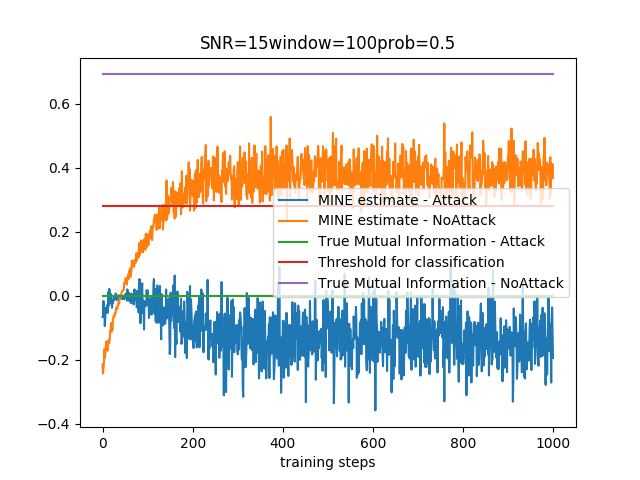 SNR=15window=100prob=0.5
0.6
0.4
0.2
0.0
−0.2
−0.4
MINE estimate - Attack
MINE estimate - NoAttack
True Mutual Information - Attack
Threshold for classification
True Mutual Information - NoAttack
0 200 400 600 800 1000
training steps